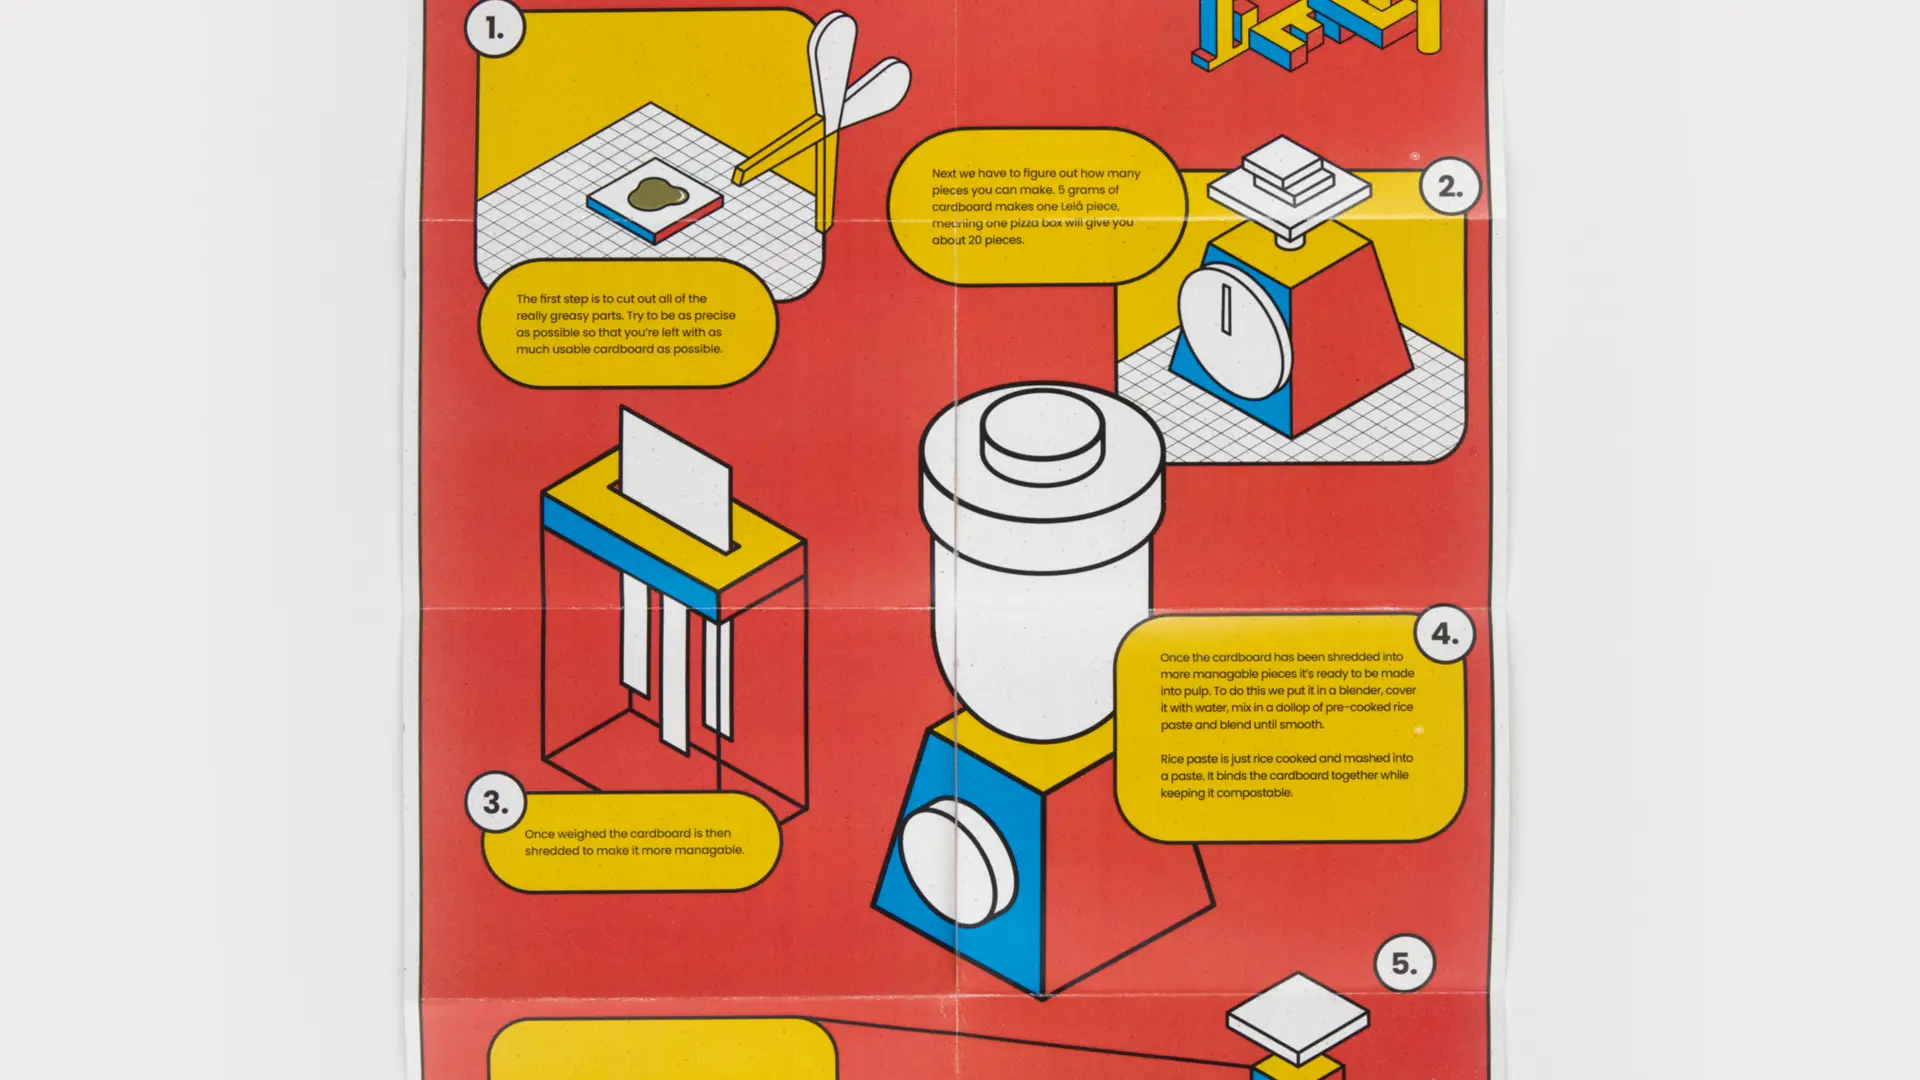 1.
The first step is to cut out all of the
really greasy parts. Try to be as precise
as possible so that you're left with as
much usable cardboard as possible.
2.
Next we have to figure out how many
pieces you can make. 5 grams of
cardboard makes one Lelå piece,
meaning one pizza box will give you
about 20 pieces.
3.
Once weighed the cardboard is then
shredded to make it more managable.
4.
Once the cardboard has been shredded into
more managable pieces it's ready to be made
into pulp. To do this we put it in a blender, cover
it with water, mix in a dollop of pre-cooked rice
paste and blend until smooth.
Rice paste is just rice cooked and mashed into
a paste. It binds the cardboard together while
keeping it compostable.
5.